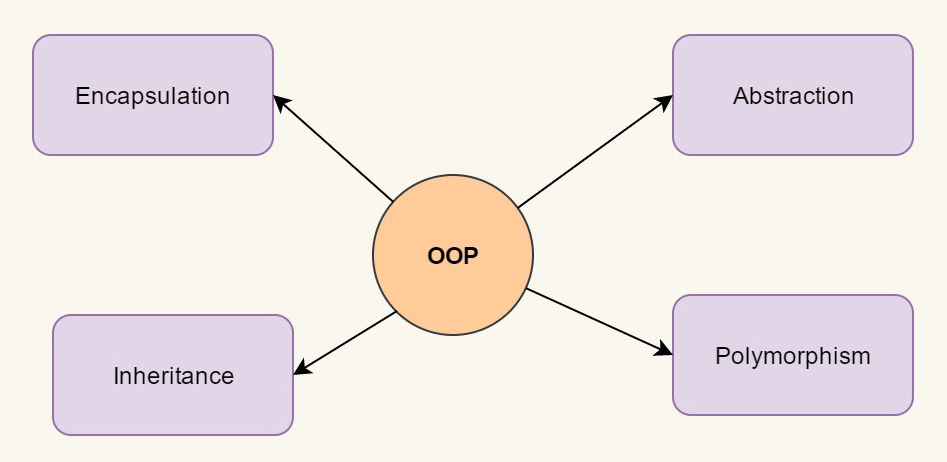 Encapsulation
Abstraction
OOP
Inheritance
Polymorphism